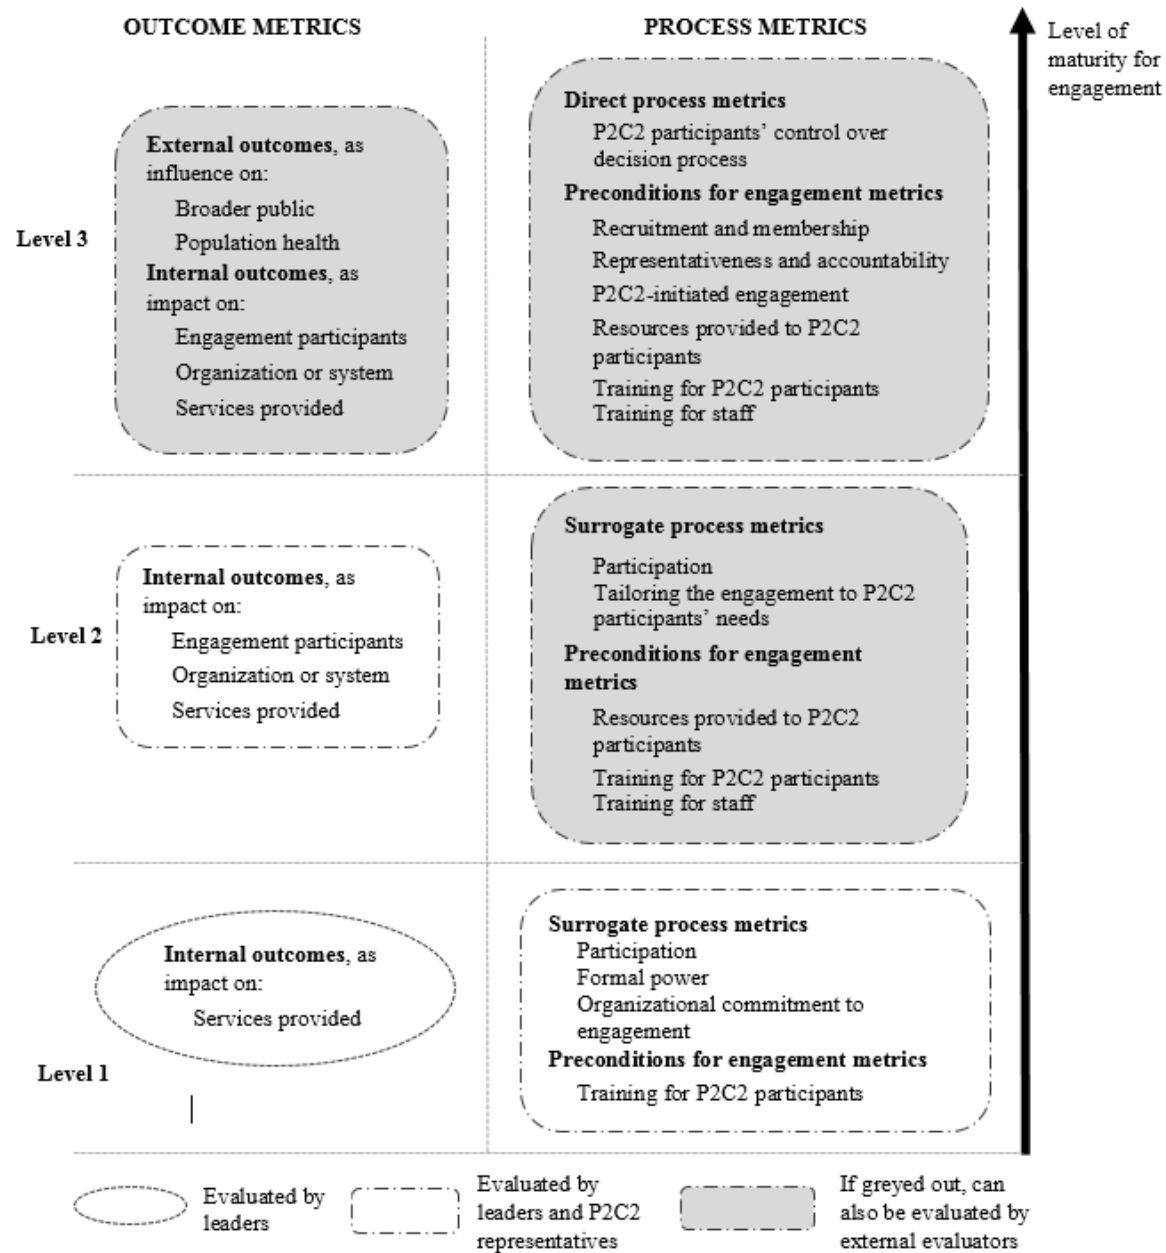 OUTCOME METRICS
PROCESS METRICS
Level of
maturity for
engagement
Level 3
External outcomes, as
influence on:
Broader public
Population health
Internal outcomes, as
impact on:
Engagement participants
Organization or system
Services provided
Direct process metrics
P2C2 participants’ control over
decision process
Preconditions for engagement metrics
Recruitment and membership
Representativeness and accountability
P2C2-initiated engagement
Resources provided to P2C2
participants
Training for P2C2 participants
Training for staff
Level 2
Internal outcomes, as
impact on:
Engagement participants
Organization or system
Services provided
Surrogate process metrics
Participation
Tailoring the engagement to P2C2
participants’ needs
Preconditions for engagement
metrics
Resources provided to P2C2
participants
Training for P2C2 participants
Training for staff
Level 1
Internal outcomes, as
impact on:
Services provided
Surrogate process metrics
Participation
Formal power
Organizational commitment to
engagement
Preconditions for engagement metrics
Training for P2C2 participants
Evaluated by
leaders
Evaluated by
leaders and P2C2
representatives
If greyed out, can
also be evaluated by
external evaluators